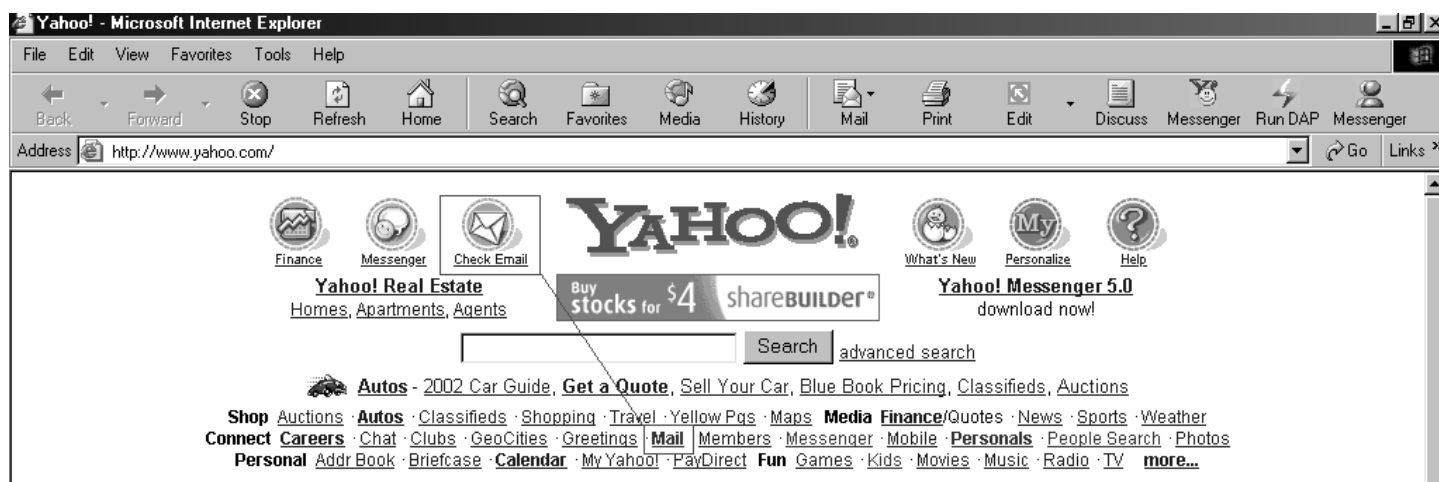 Yahoo! - Microsoft Internet Explorer
File Edit View Favorites Tools Help
Back Forward Stop Refresh Home Search Favorites Media History Mail Print Edit Discuss Messenger Run DAP Messenger
Address http://www.yahoo.com/ Go Links »
Finance Messenger Check Email YAHOO!® What's New My Personalize ? Help
Yahoo! Real Estate
Homes, Apartments, Agents
Buy stocks for $4 shareBUILDER®
Yahoo! Messenger 5.0
download now!
Search advanced search
Autos - 2002 Car Guide, Get a Quote, Sell Your Car, Blue Book Pricing, Classifieds, Auctions
Shop Auctions · Autos · Classifieds · Shopping · Travel · Yellow Pgs · Maps Media Finance/Quotes · News · Sports · Weather
Connect Careers · Chat · Clubs · GeoCities · Greetings · Mail · Members · Messenger · Mobile · Personals · People Search · Photos
Personal Addr Book · Briefcase · Calendar · My Yahoo! · PayDirect Fun Games · Kids · Movies · Music · Radio · TV more...